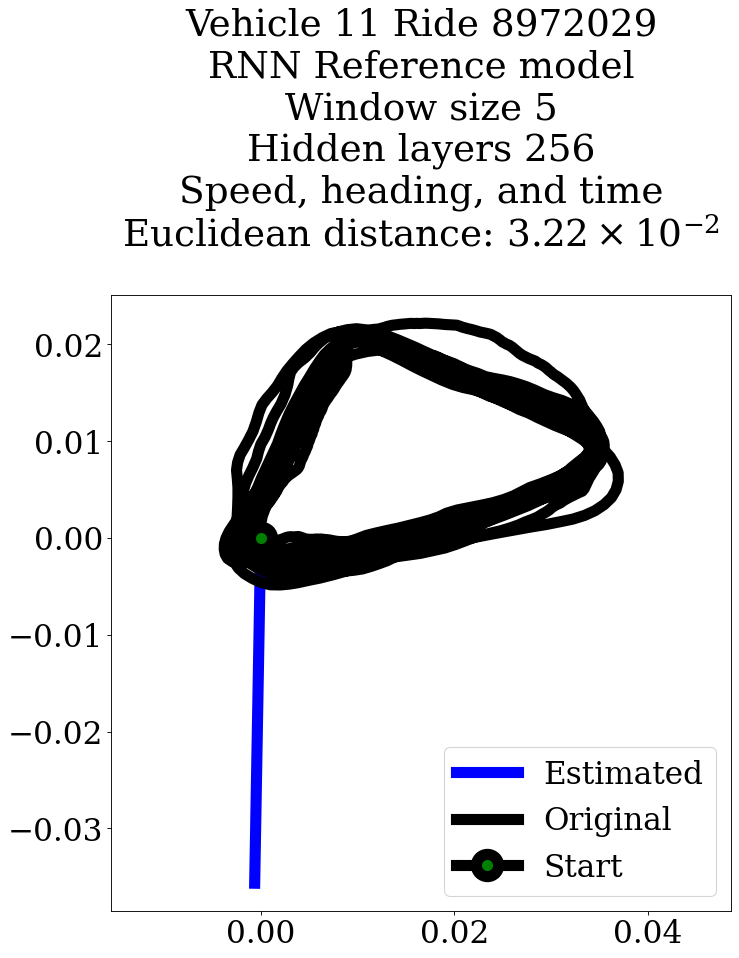 Vehicle 11 Ride 8972029
RNN Reference model
Window size 5
Hidden layers 256
Speed, heading, and time
Euclidean distance: 3.22 × 10⁻²
0.02
0.01
0.00
−0.01
−0.02
−0.03
Estimated
Original
Start
0.00 0.02 0.04